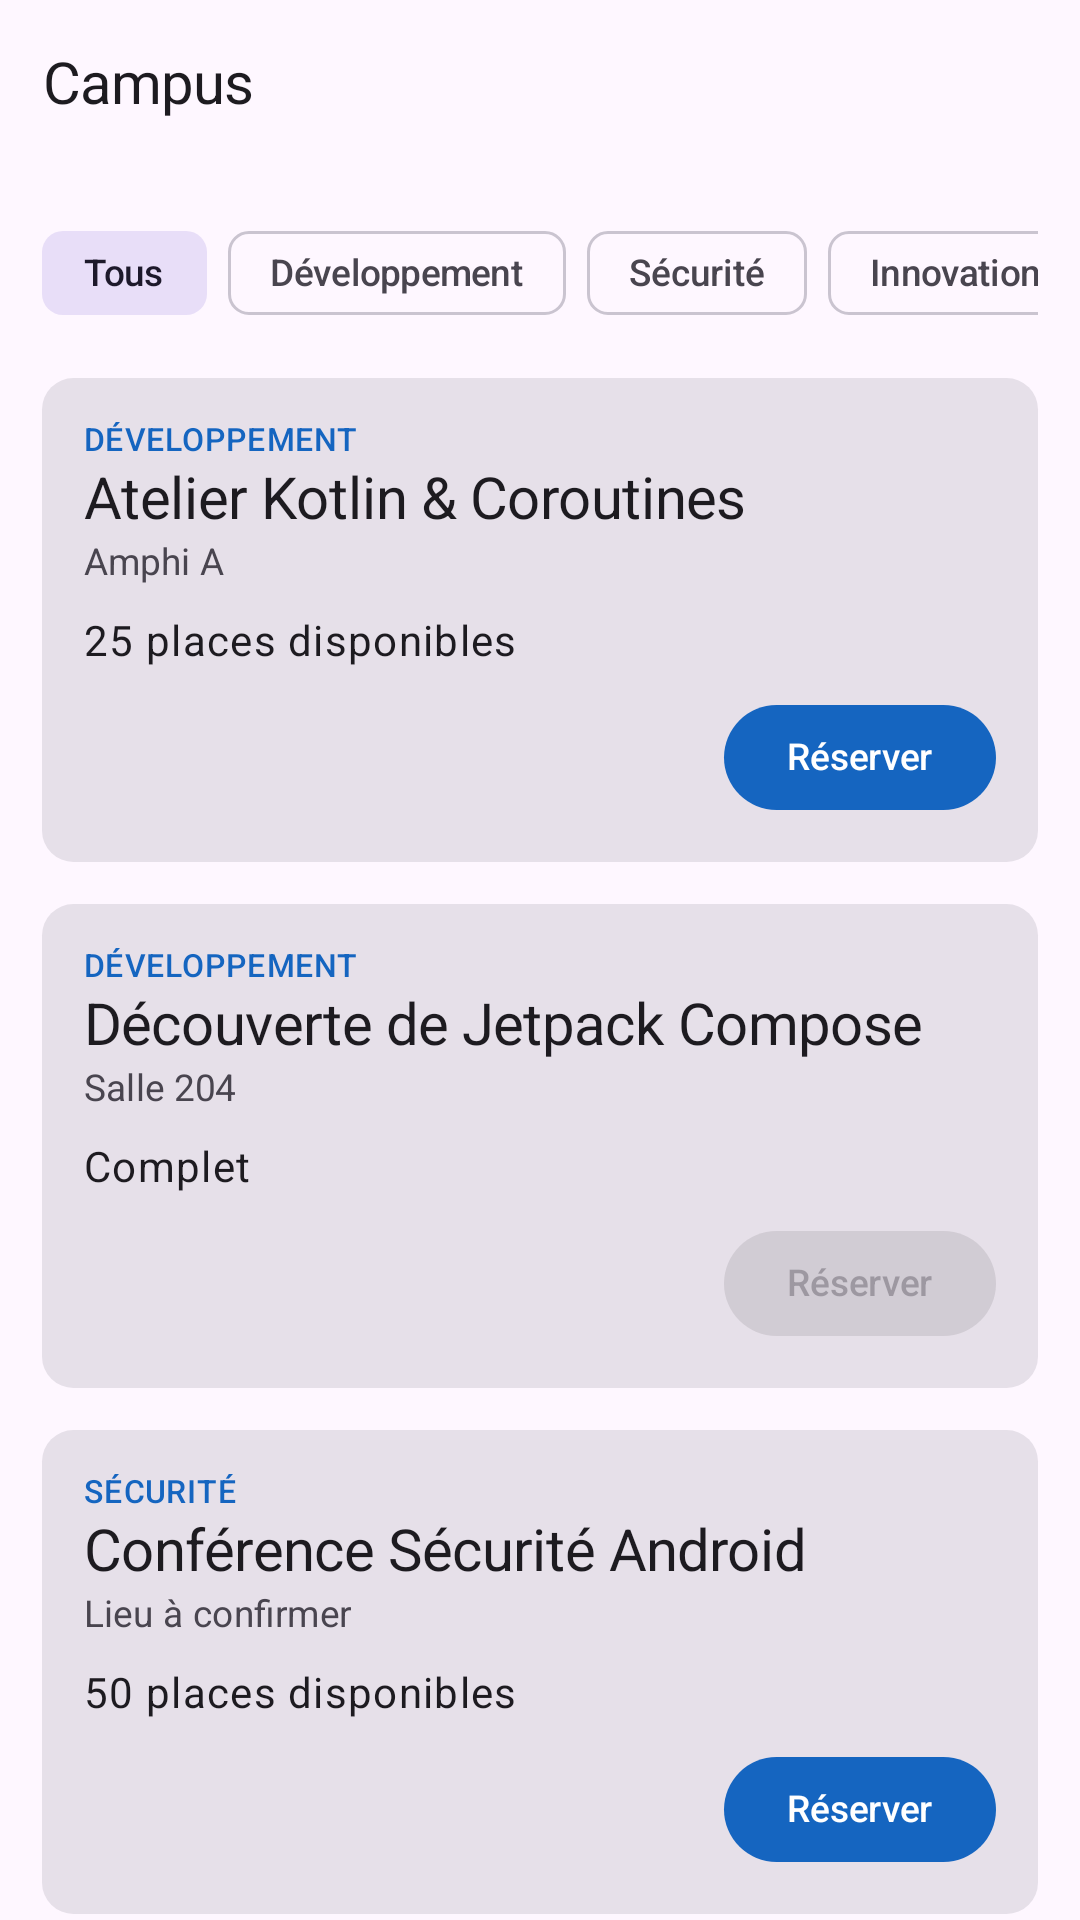 Campus
Tous Développement Sécurité Innovation
DÉVELOPPEMENT
Atelier Kotlin & Coroutines
Amphi A
25 places disponibles
Réserver
DÉVELOPPEMENT
Découverte de Jetpack Compose
Salle 204
Complet
Réserver
SÉCURITÉ
Conférence Sécurité Android
Lieu à confirmer
50 places disponibles
Réserver